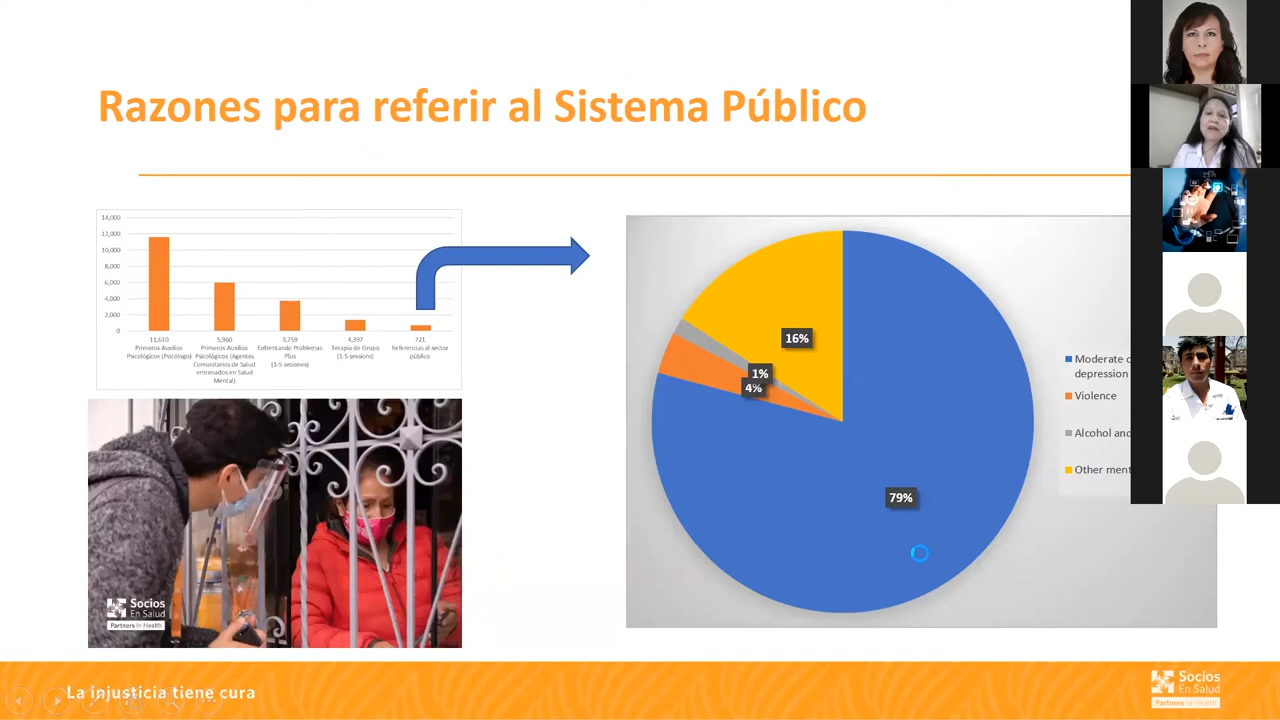 Razones para referir al Sistema Público
14,000
12,000
10,000
8,000
6,000
4,000
2,000
0
11,610
Primeros Auxilios
Psicológicos (Psicólogo)
5,960
Primeros Auxilios
Psicológicos (Agentes
Comunitarios de Salud
entrenados en Salud
Mental)
3,759
Enfrentando Problemas
Plus
(1-5 sesiones)
4,397
Terapia de Grupo
(1-5 sessions)
721
Referencias al sector
público
16%
1%
4%
79%
Moderate
depression
Violence
Alcohol and
Other ment
Socios
En Salud
Partners In Health
La injusticia tiene cura
Socios
En Salud
Partners In Health